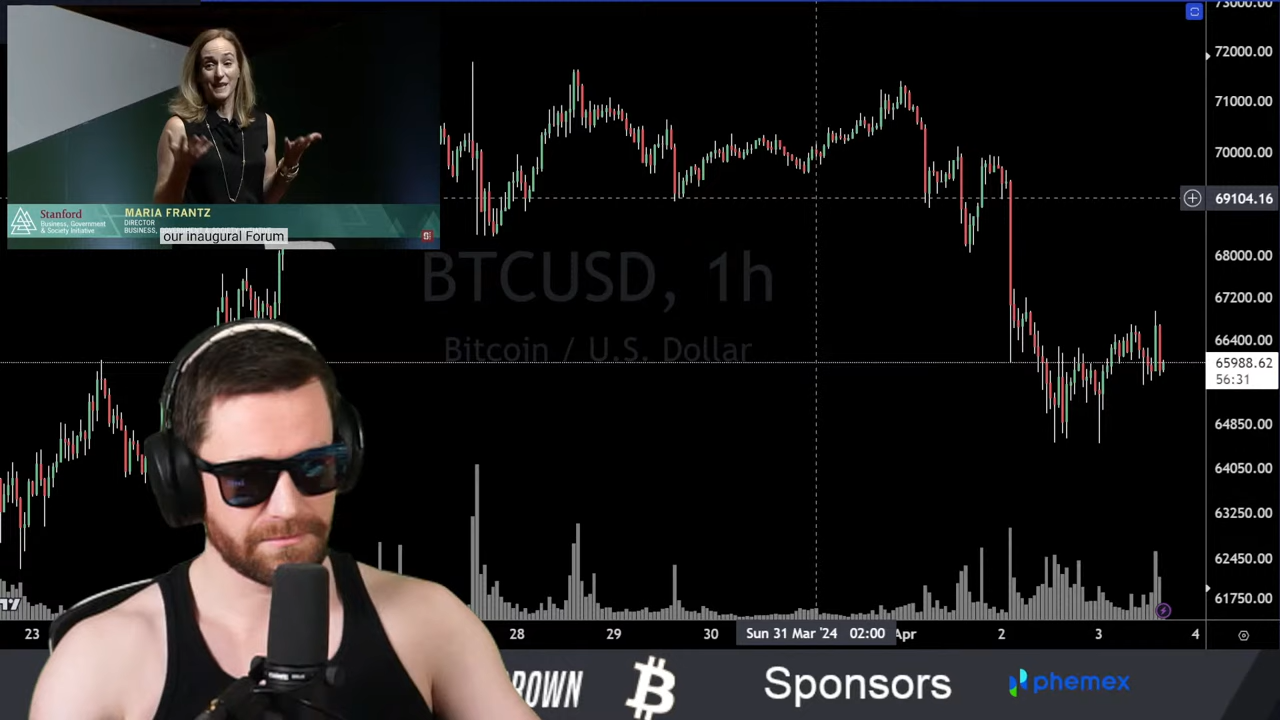 Stanford
Business, Government
& Society Initiative
MARIA FRANTZ
DIRECTOR
our inaugural Forum
BTCUSD, 1h
Bitcoin / U.S. Dollar
73000.00
72000.00
71000.00
70000.00
69104.16
68000.00
67200.00
66400.00
65988.62
56:31
64850.00
64050.00
63250.00
62450.00
61750.00
23
28
29
30
Sun 31 Mar '24 02:00
Apr
2
3
4
Sponsors
phemex